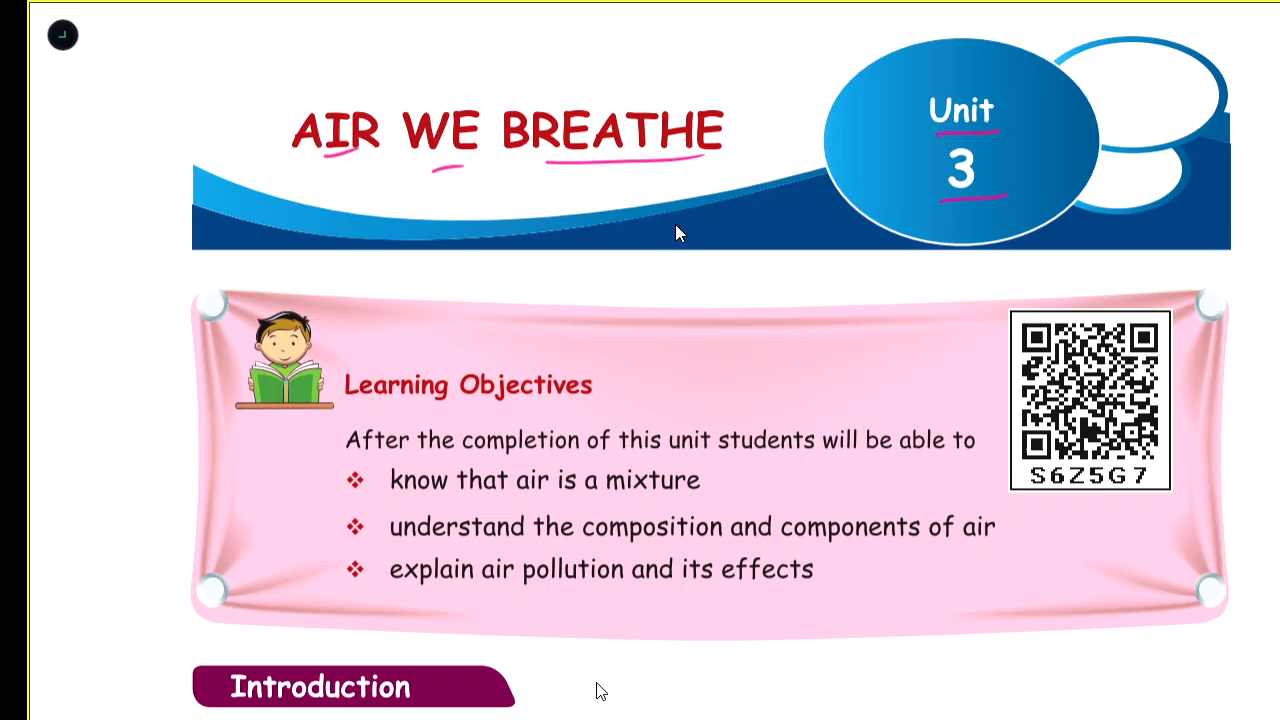 AIR WE BREATHE
Unit
3
Learning Objectives
After the completion of this unit students will be able to
❖ know that air is a mixture
❖ understand the composition and components of air
❖ explain air pollution and its effects
S6Z5G7
Introduction